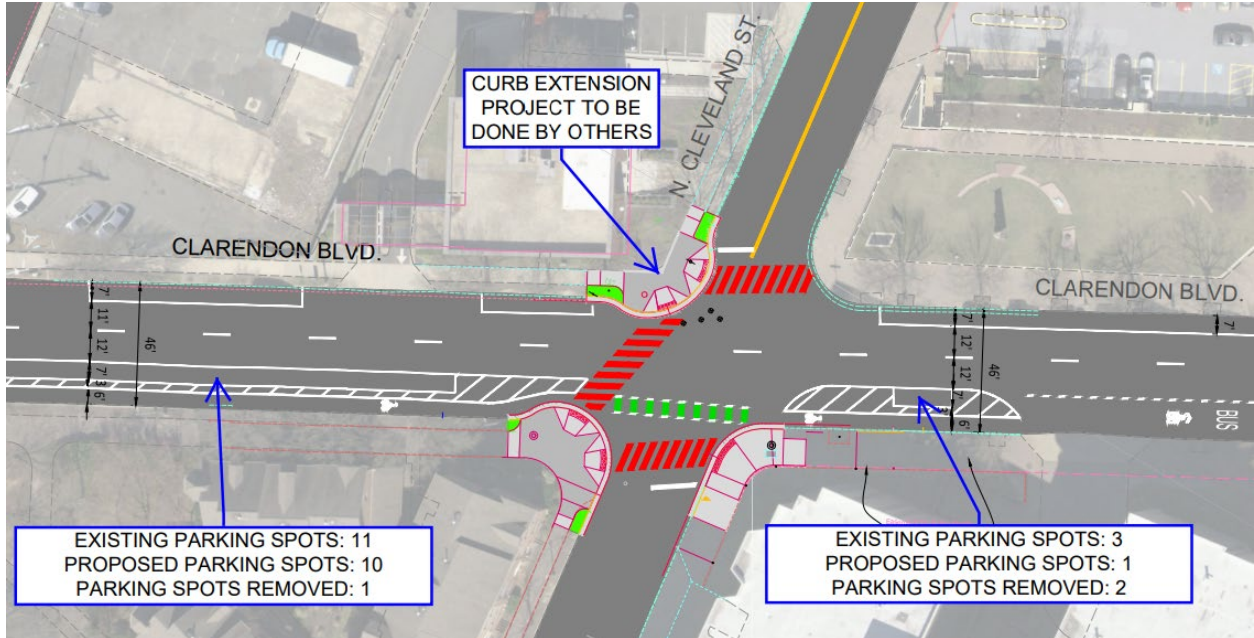 CURB EXTENSION
PROJECT TO BE
DONE BY OTHERS
N. CLEVELAND ST.
CLARENDON BLVD.
CLARENDON BLVD.
7'
11'
12'
7'
3'
6'
46'
7'
12'
12'
7'
3'
6'
46'
7'
BUS
EXISTING PARKING SPOTS: 11
PROPOSED PARKING SPOTS: 10
PARKING SPOTS REMOVED: 1
EXISTING PARKING SPOTS: 3
PROPOSED PARKING SPOTS: 1
PARKING SPOTS REMOVED: 2